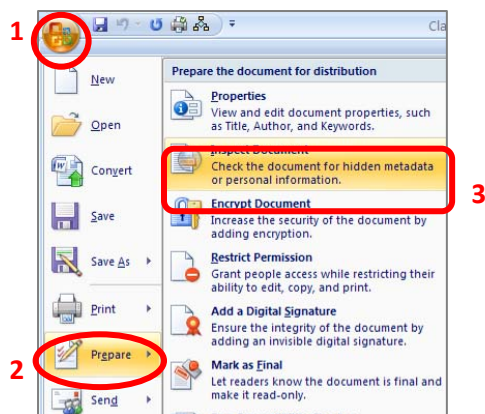 1
Cla
Prepare the document for distribution
New
Properties
View and edit document properties, such
as Title, Author, and Keywords.
Open
Inspect Document
Check the document for hidden metadata
or personal information.
Convert
3
Encrypt Document
Increase the security of the document by
adding encryption.
Save
Restrict Permission
Grant people access while restricting their
ability to edit, copy, and print.
Save As
Add a Digital Signature
Ensure the integrity of the document by
adding an invisible digital signature.
Print
2
Prepare
Mark as Final
Let readers know the document is final and
make it read-only.
Send